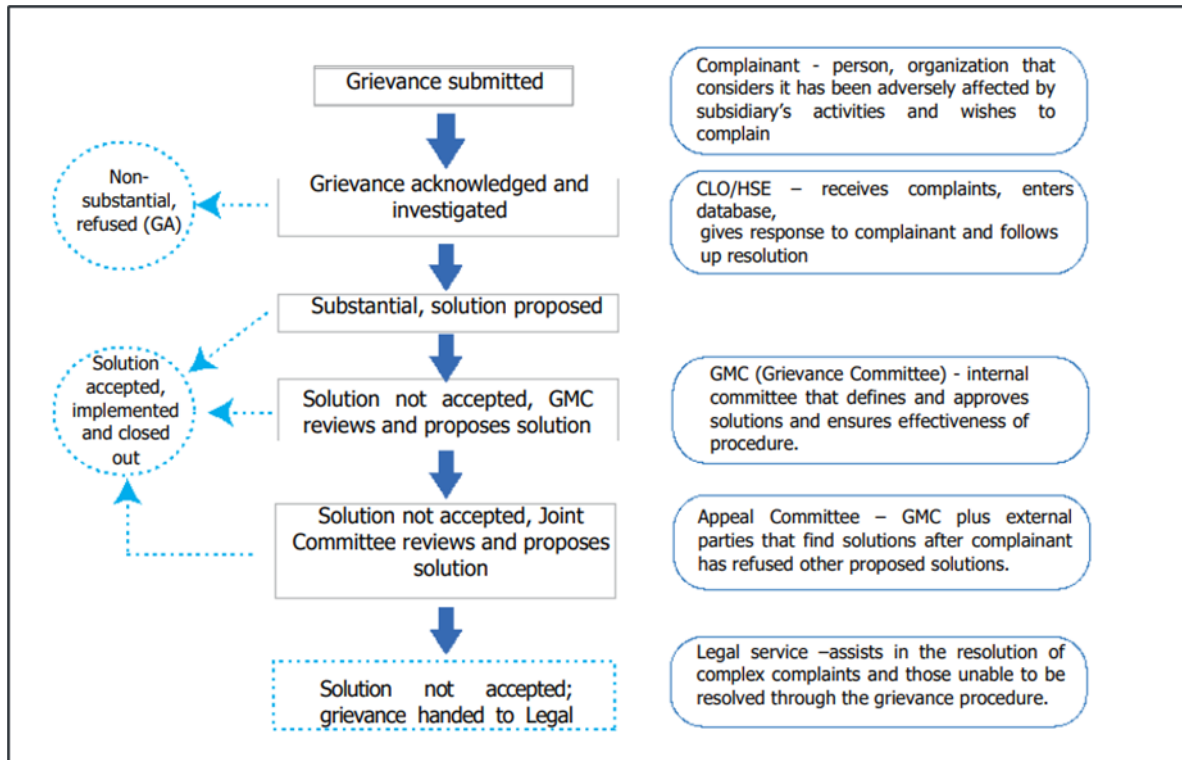 Grievance submitted
Complainant - person, organization that
considers it has been adversely affected by
subsidiary's activities and wishes to
complain
Non-
substantial,
refused (GA)
Grievance acknowledged and
investigated
CLO/HSE – receives complaints, enters
database,
gives response to complainant and follows
up resolution
Substantial, solution proposed
Solution
accepted,
implemented
and closed
out
Solution not accepted, GMC
reviews and proposes solution
GMC (Grievance Committee) - internal
committee that defines and approves
solutions and ensures effectiveness of
procedure.
Solution not accepted, Joint
Committee reviews and proposes
solution
Appeal Committee – GMC plus external
parties that find solutions after complainant
has refused other proposed solutions.
Solution not accepted;
grievance handed to Legal
Legal service –assists in the resolution of
complex complaints and those unable to be
resolved through the grievance procedure.